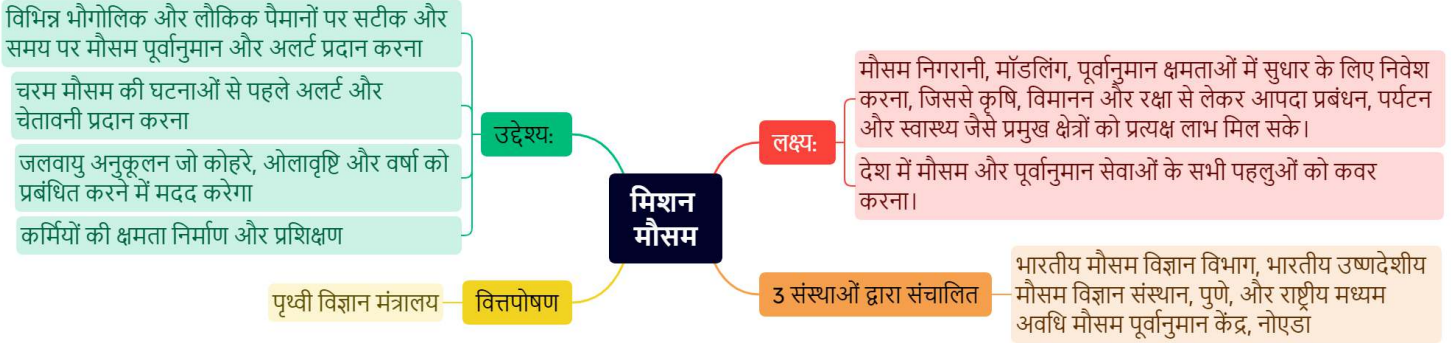 मिशन
मौसम
उद्देश्य:
विभिन्न भौगोलिक और लौकिक पैमानों पर सटीक और
समय पर मौसम पूर्वानुमान और अलर्ट प्रदान करना
चरम मौसम की घटनाओं से पहले अलर्ट और
चेतावनी प्रदान करना
जलवायु अनुकूलन जो कोहरे, ओलावृष्टि और वर्षा को
प्रबंधित करने में मदद करेगा
कर्मियों की क्षमता निर्माण और प्रशिक्षण
वित्तपोषण
पृथ्वी विज्ञान मंत्रालय
लक्ष्य:
मौसम निगरानी, मॉडलिंग, पूर्वानुमान क्षमताओं में सुधार के लिए निवेश
करना, जिससे कृषि, विमानन और रक्षा से लेकर आपदा प्रबंधन, पर्यटन
और स्वास्थ्य जैसे प्रमुख क्षेत्रों को प्रत्यक्ष लाभ मिल सके।
देश में मौसम और पूर्वानुमान सेवाओं के सभी पहलुओं को कवर
करना।
3 संस्थाओं द्वारा संचालित
भारतीय मौसम विज्ञान विभाग, भारतीय उष्णदेशीय
मौसम विज्ञान संस्थान, पुणे, और राष्ट्रीय मध्यम
अवधि मौसम पूर्वानुमान केंद्र, नोएडा